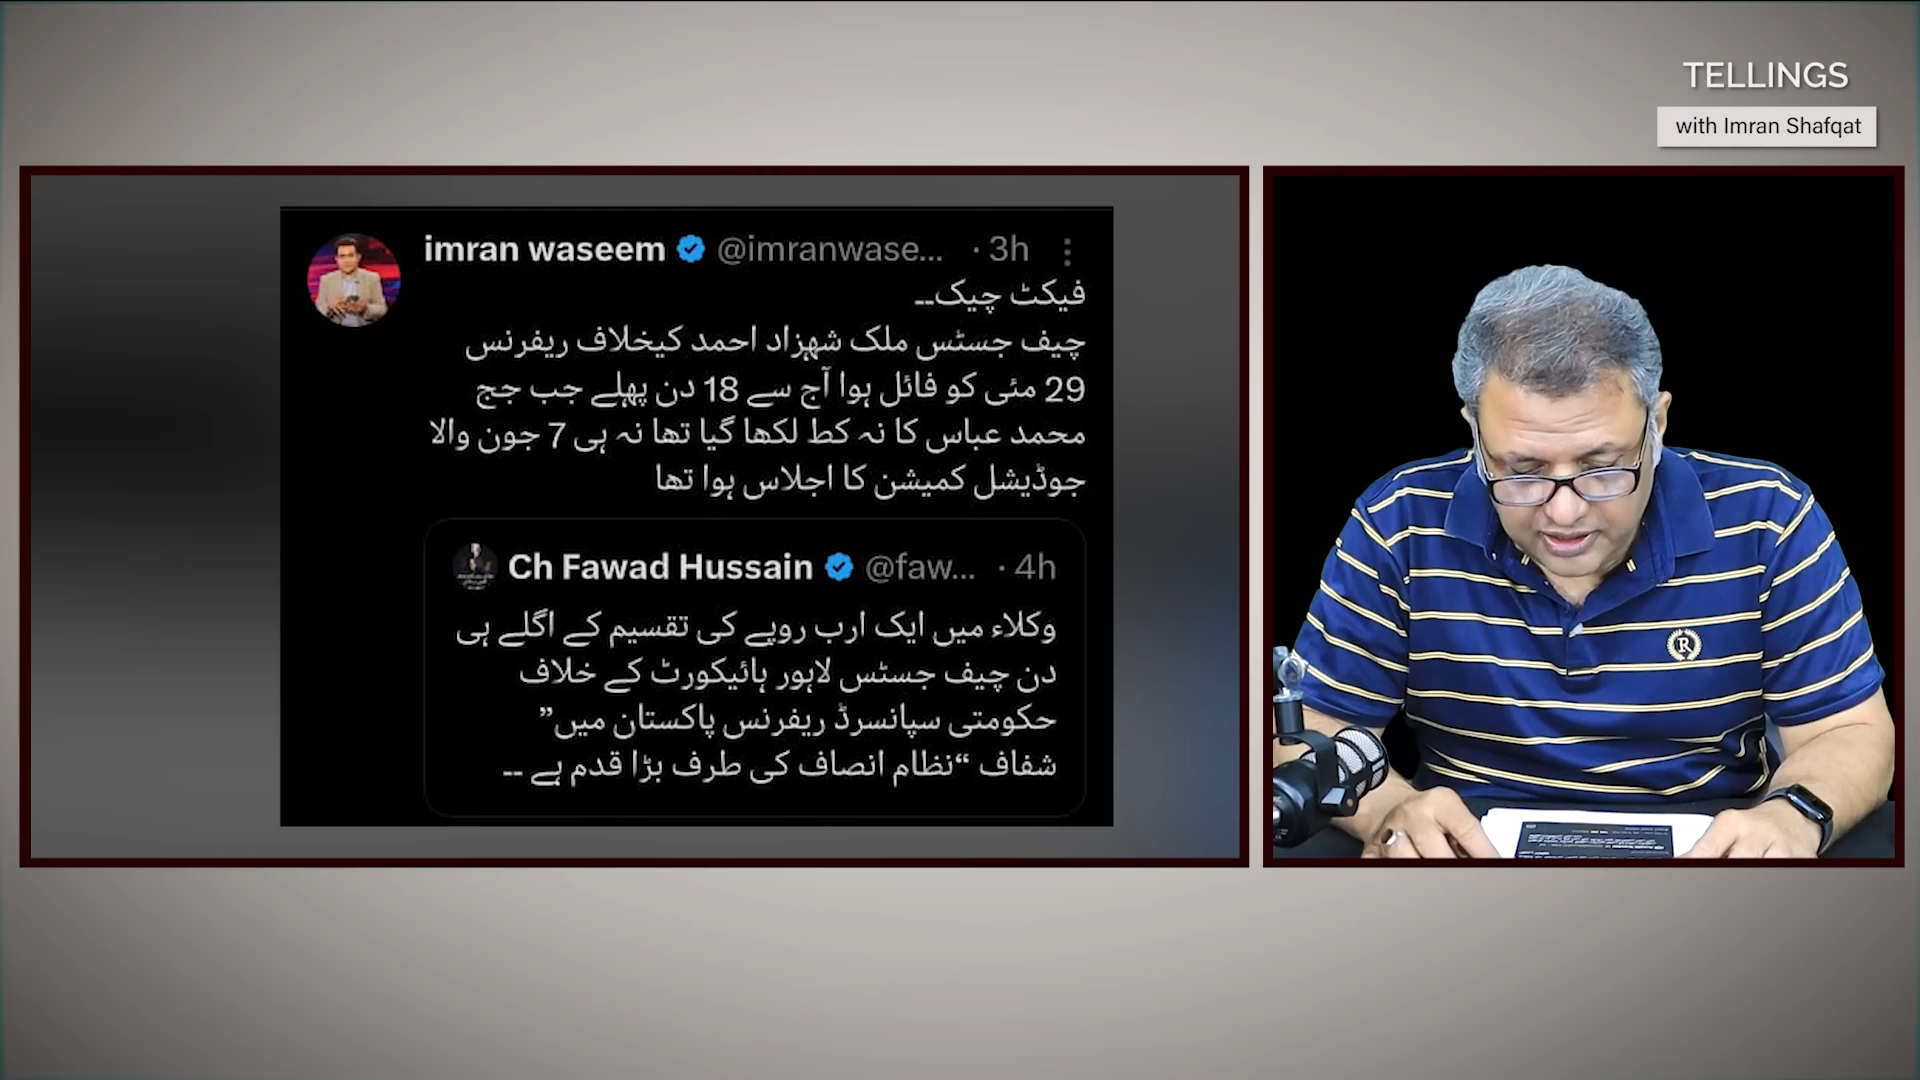 TELLINGS
with Imran Shafqat
imran waseem @imranwase... · 3h
فیکٹ چیک۔۔
چیف جسٹس ملک شہزاد احمد کیخلاف ریفرنس
29 مئی کو فائل ہوا آج سے 18 دن پہلے جب جج
محمد عباس کا نہ کط لکھا گیا تھا نہ ہی 7 جون والا
جوڈیشل کمیشن کا اجلاس ہوا تھا
Ch Fawad Hussain @faw... · 4h
وکلاء میں ایک ارب روپے کی تقسیم کے اگلے ہی
دن چیف جسٹس لاہور ہائیکورٹ کے خلاف
حکومتی سپانسرڈ ریفرنس پاکستان میں”
شفاف “نظام انصاف کی طرف بڑا قدم ہے ۔۔
R